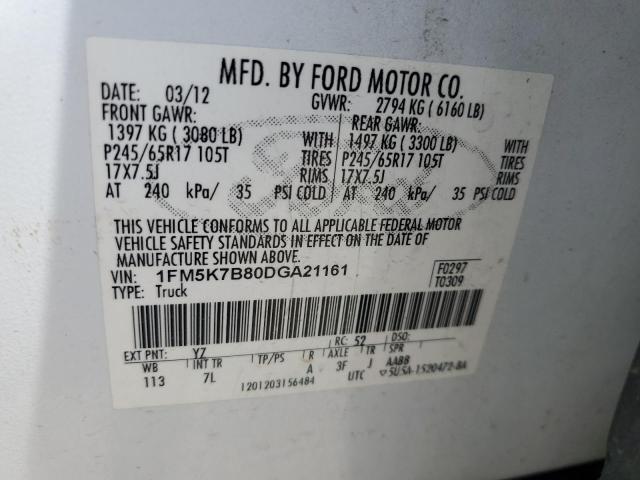 MFD. BY FORD MOTOR CO.
DATE: 03/12 GVWR: 2794 KG ( 6160 LB)
FRONT GAWR: REAR GAWR:
1397 KG ( 3080 LB) WITH 1497 KG ( 3300 LB) WITH
P245/65R17 105T TIRES P245/65R17 105T TIRES
17X7.5J RIMS 17X7.5J RIMS
AT 240 kPa/ 35 PSI COLD AT 240 kPa/ 35 PSI COLD
THIS VEHICLE CONFORMS TO ALL APPLICABLE FEDERAL MOTOR
VEHICLE SAFETY STANDARDS IN EFFECT ON THE DATE OF
MANUFACTURE SHOWN ABOVE.
VIN: 1FM5K7B80DGA21161 F0297
TYPE: Truck T0309
EXT PNT: Y7 RC: 52 DSO:
WB INT TR TP/PS R AXLE TR SPR
113 7L A 3F J AABB
1201203156484 UTC ▽5U5A-1520472-BA